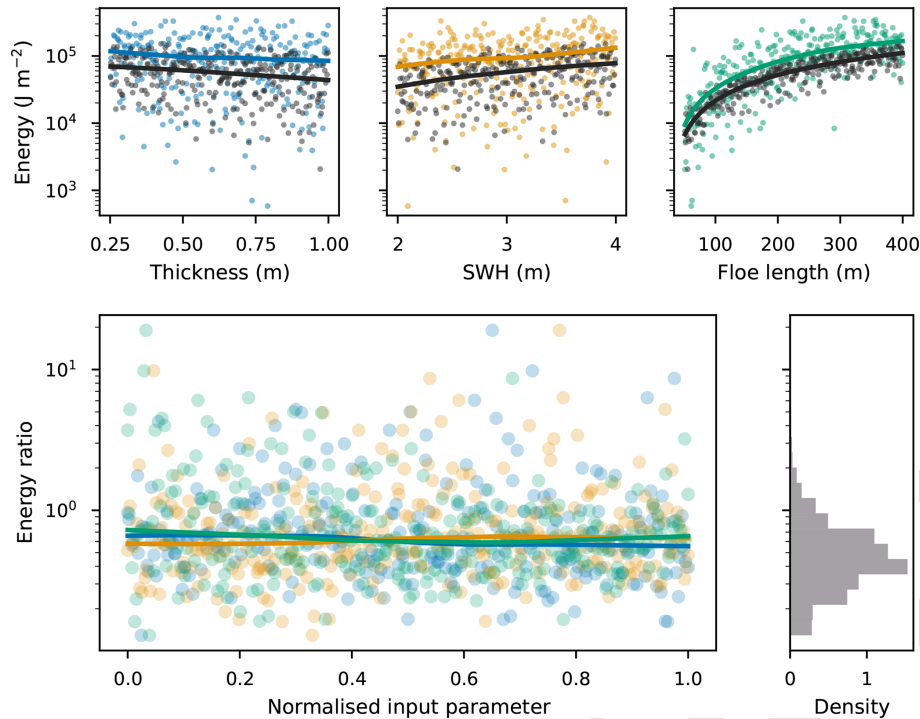 Energy (J m⁻²)
10⁵
10⁴
10³
0.25 0.50 0.75 1.00
Thickness (m)
2 3 4
SWH (m)
100 200 300 400
Floe length (m)
Energy ratio
10¹
10⁰
0.0 0.2 0.4 0.6 0.8 1.0
Normalised input parameter
0 1
Density